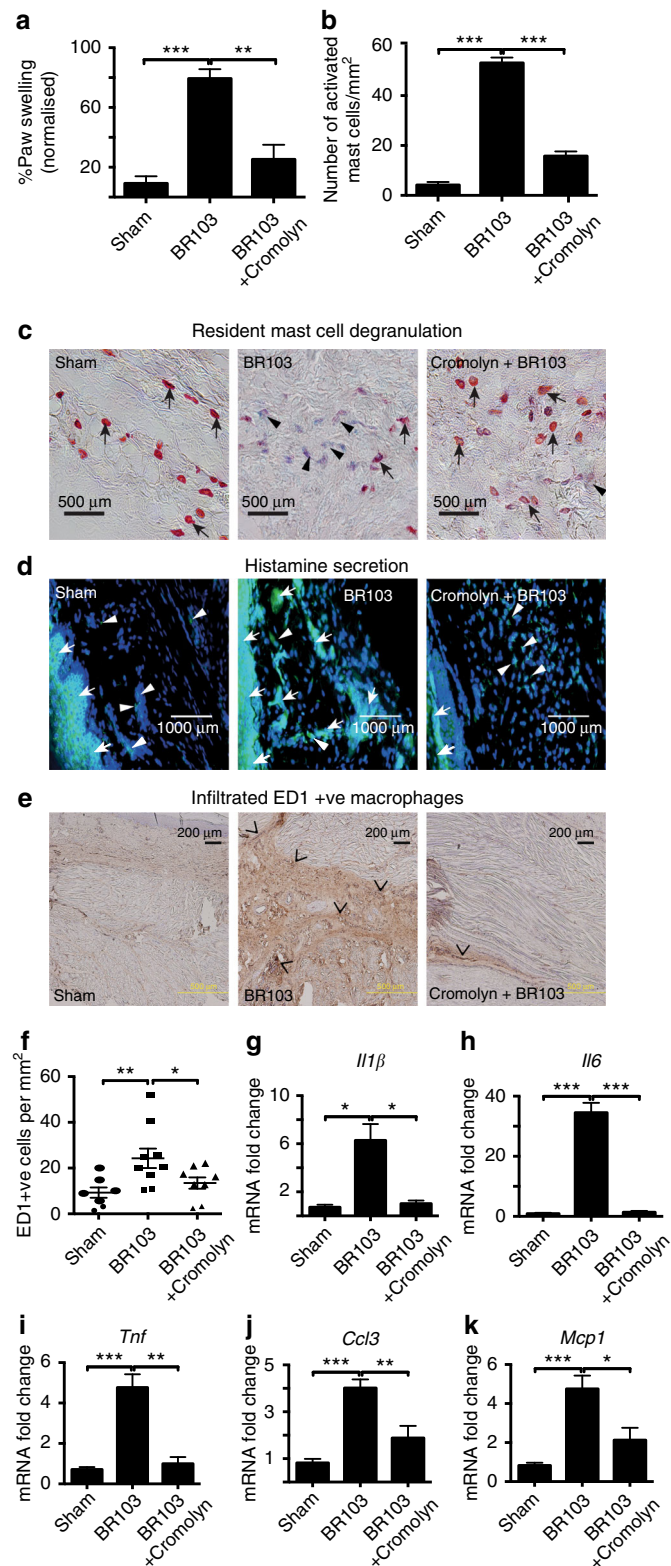 a
%Paw swelling
(normalised)
100
60
20
***
**
Sham
BR103
BR103
+Cromolyn
b
Number of activated
mast cells/mm2
60
40
20
0
***
***
Sham
BR103
BR103
+Cromolyn
c
Resident mast cell degranulation
Sham
500 μm
BR103
500 μm
Cromolyn + BR103
500 μm
d
Histamine secretion
Sham
1000 μm
BR103
1000 μm
Cromolyn + BR103
1000 μm
e
Infiltrated ED1 +ve macrophages
200 μm
Sham
500 μm
200 μm
BR103
500 μm
200 μm
Cromolyn + BR103
500 μm
f
ED1+ve cells per mm2
60
40
20
0
**
*
Sham
BR103
BR103
+Cromolyn
g
Il1β
mRNA fold change
10
6
2
*
*
Sham
BR103
BR103
+Cromolyn
h
Il6
mRNA fold change
40
20
0
***
***
Sham
BR103
BR103
+Cromolyn
i
Tnf
mRNA fold change
6
4
2
0
***
**
Sham
BR103
BR103
+Cromolyn
j
Ccl3
mRNA fold change
5
3
1
***
**
Sham
BR103
BR103
+Cromolyn
k
Mcp1
mRNA fold change
6
4
2
0
***
*
Sham
BR103
BR103
+Cromolyn